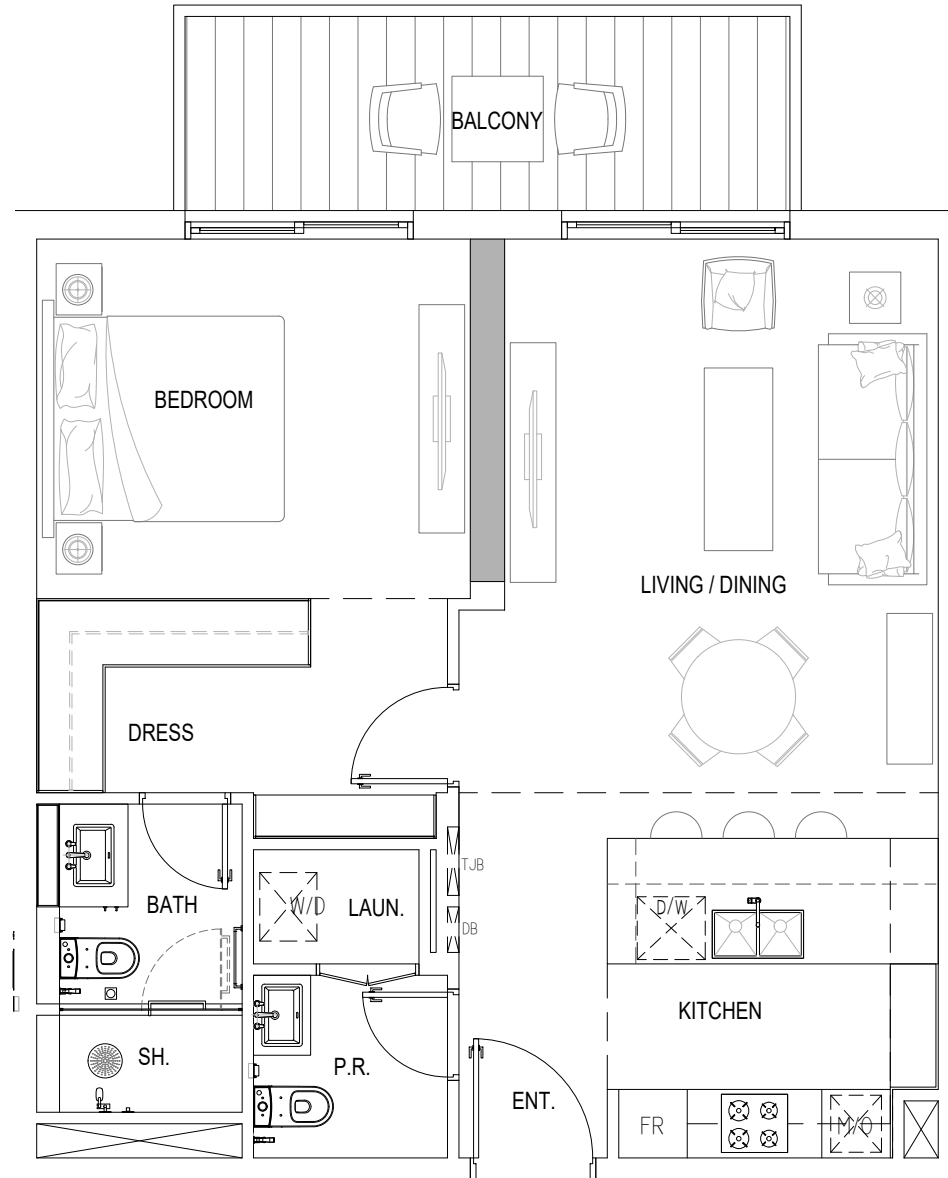 BALCONY
BEDROOM
LIVING / DINING
DRESS
TJB
D/W
W/D
LAUN.
BATH
DB
KITCHEN
SH.
P.R.
ENT.
FR
M/O